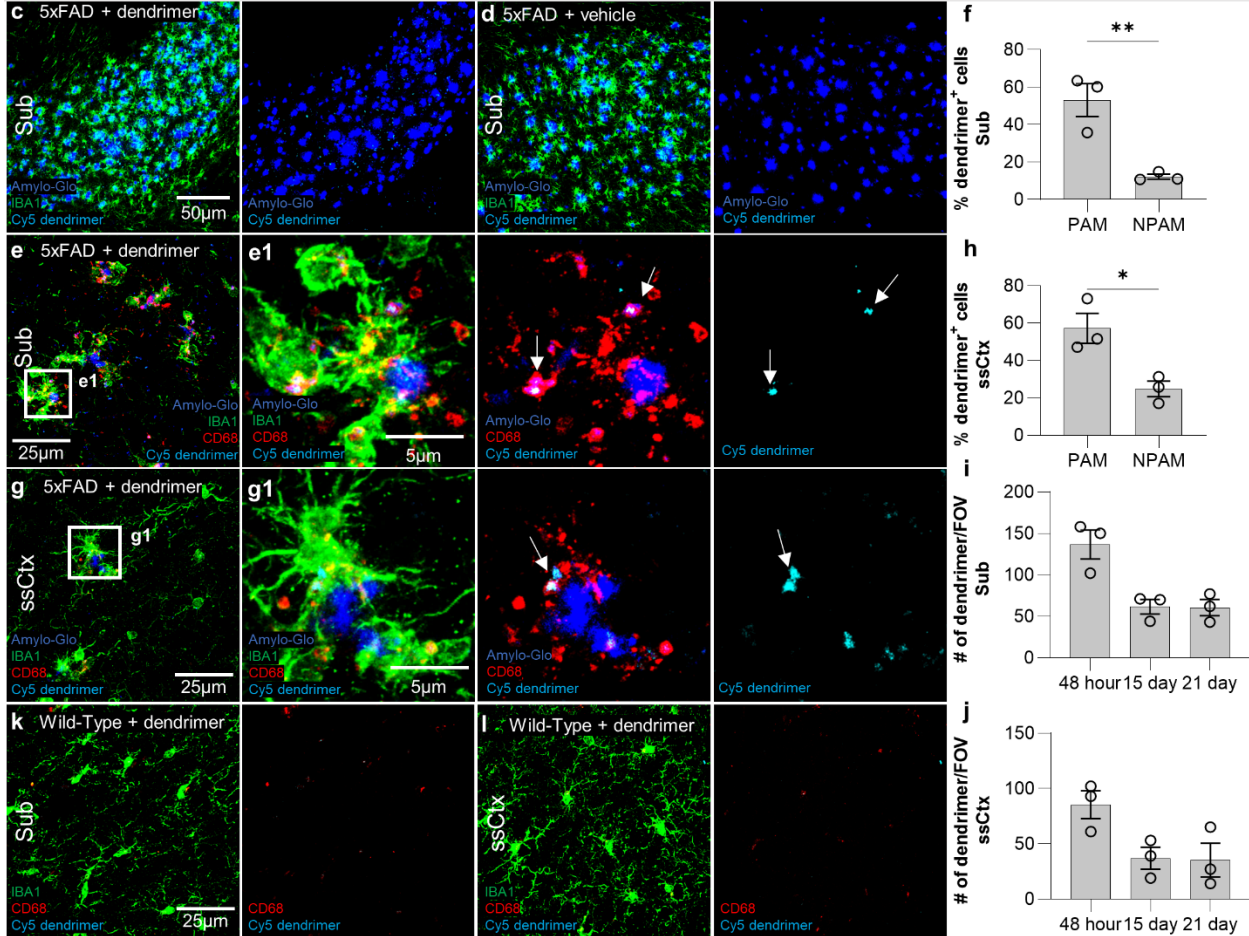 c 5xFAD + dendrimer
Sub
Amylo-Glo
IBA1
Cy5 dendrimer
50µm
Amylo-Glo
Cy5 dendrimer
d 5xFAD + vehicle
Sub
Amylo-Glo
IBA1
Cy5 dendrimer
Amylo-Glo
Cy5 dendrimer
f
**
% dendrimer+ cells
Sub
80
60
40
20
0
PAM NPAM
e 5xFAD + dendrimer
Sub
e1
Amylo-Glo
IBA1
CD68
Cy5 dendrimer
25µm
e1
Amylo-Glo
IBA1
CD68
Cy5 dendrimer
5µm
Amylo-Glo
CD68
Cy5 dendrimer
Cy5 dendrimer
h
*
% dendrimer+ cells
ssCtx
80
60
40
20
0
PAM NPAM
g 5xFAD + dendrimer
g1
ssCtx
Amylo-Glo
IBA1
CD68
Cy5 dendrimer
25µm
g1
Amylo-Glo
IBA1
CD68
Cy5 dendrimer
5µm
Amylo-Glo
CD68
Cy5 dendrimer
Cy5 dendrimer
i
# of dendrimer/FOV
Sub
200
150
100
50
0
48 hour 15 day 21 day
k Wild-Type + dendrimer
Sub
IBA1
CD68
Cy5 dendrimer
25µm
CD68
Cy5 dendrimer
l Wild-Type + dendrimer
ssCtx
IBA1
CD68
Cy5 dendrimer
CD68
Cy5 dendrimer
j
# of dendrimer/FOV
ssCtx
150
100
50
0
48 hour 15 day 21 day